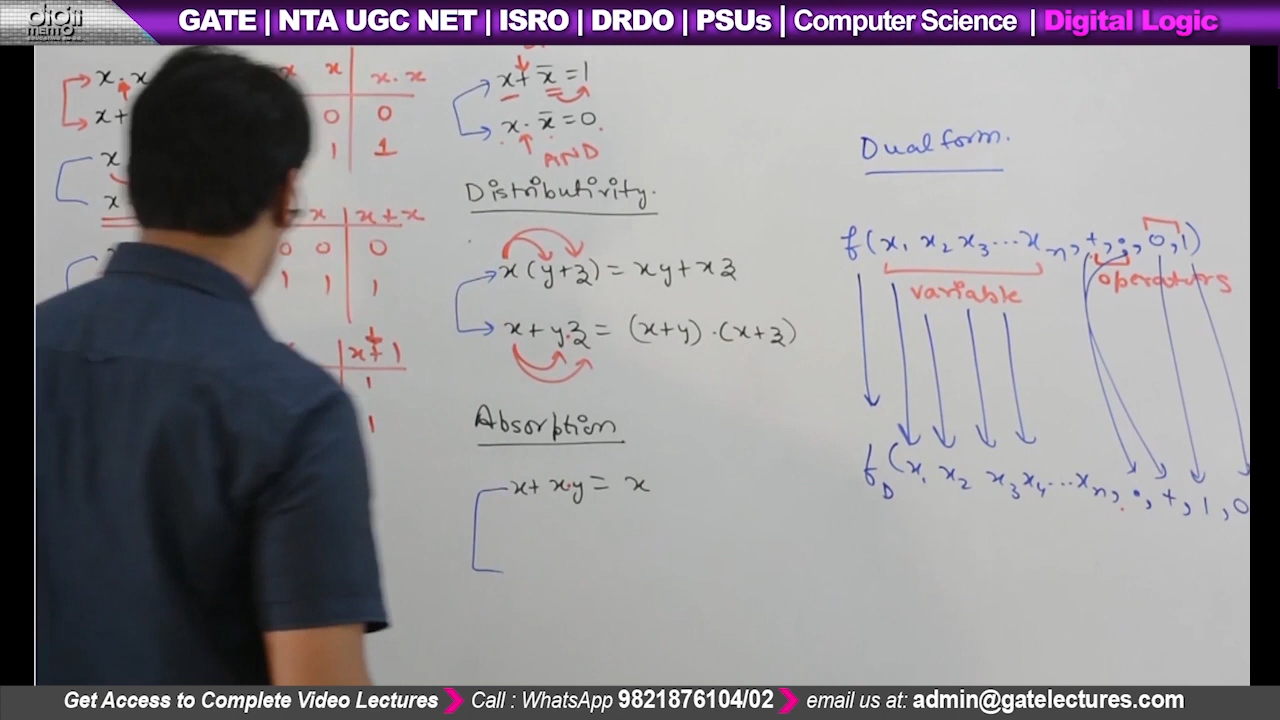 digii
MENTO
GATE | NTA UGC NET | ISRO | DRDO | PSUs | Computer Science | Digital Logic
x . x
x+
x
x
x x.x
0 0
1 1
x x+x
0 0 0
1 1 1
x+1
1
1
x+x̄=1
x.x̄=0.
AND
Distributivity.
x(y+z)=xy+xz
x+y.z=(x+y).(x+z)
Absorption
x+x.y=x
Dual form.
f(x₁ x₂ x₃...xₙ,+,.,0,1)
variable operators
f_D(x₁ x₂ x₃ x₄...xₙ,.,+,1,0
Get Access to Complete Video Lectures Call : WhatsApp 9821876104/02 email us at: admin@gatelectures.com